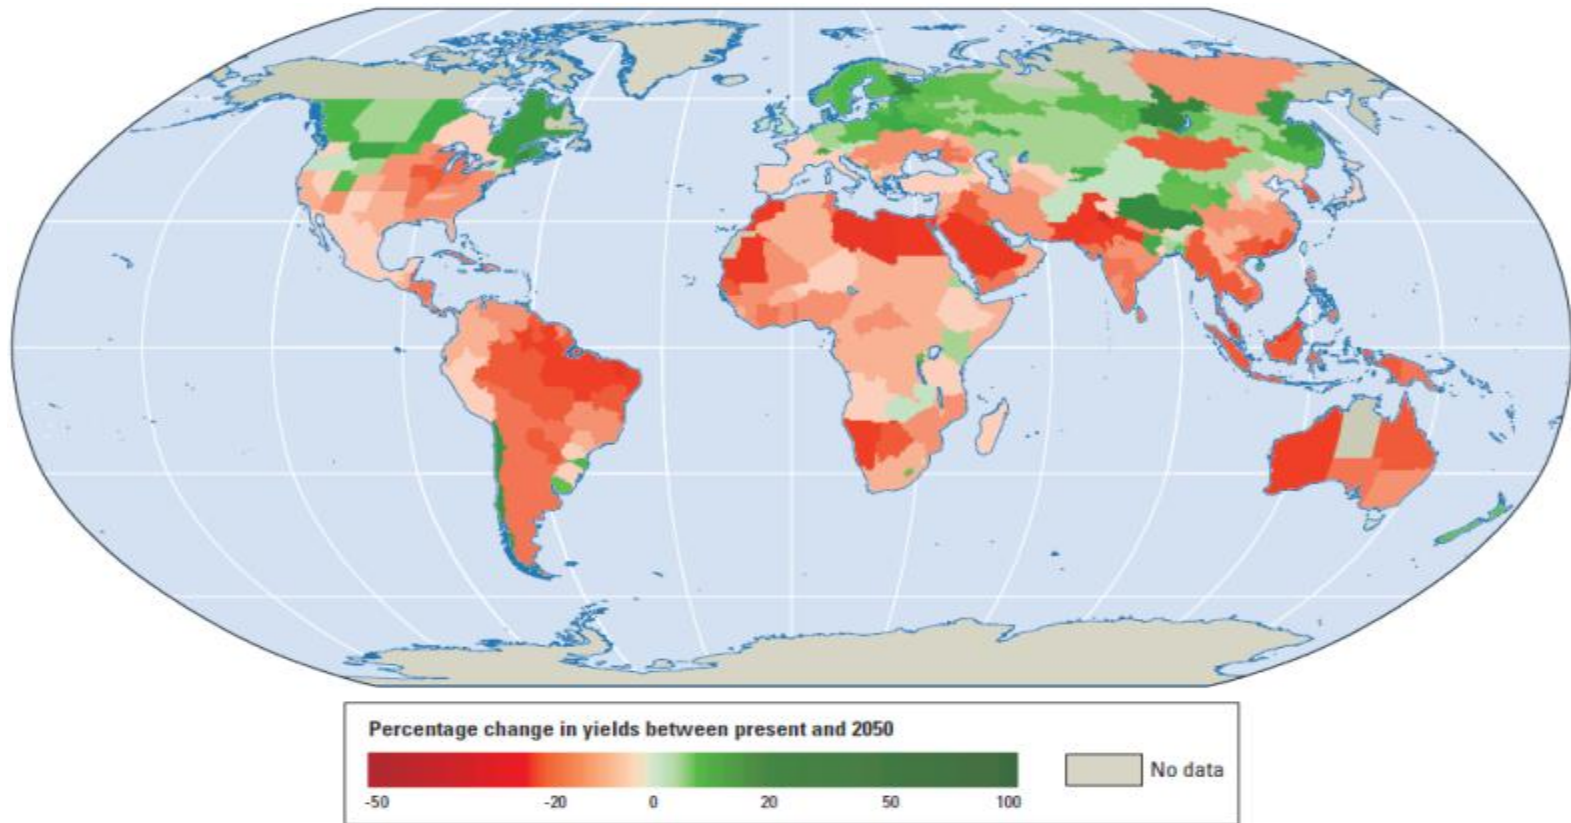 Percentage change in yields between present and 2050
-50 -20 0 20 50 100
No data